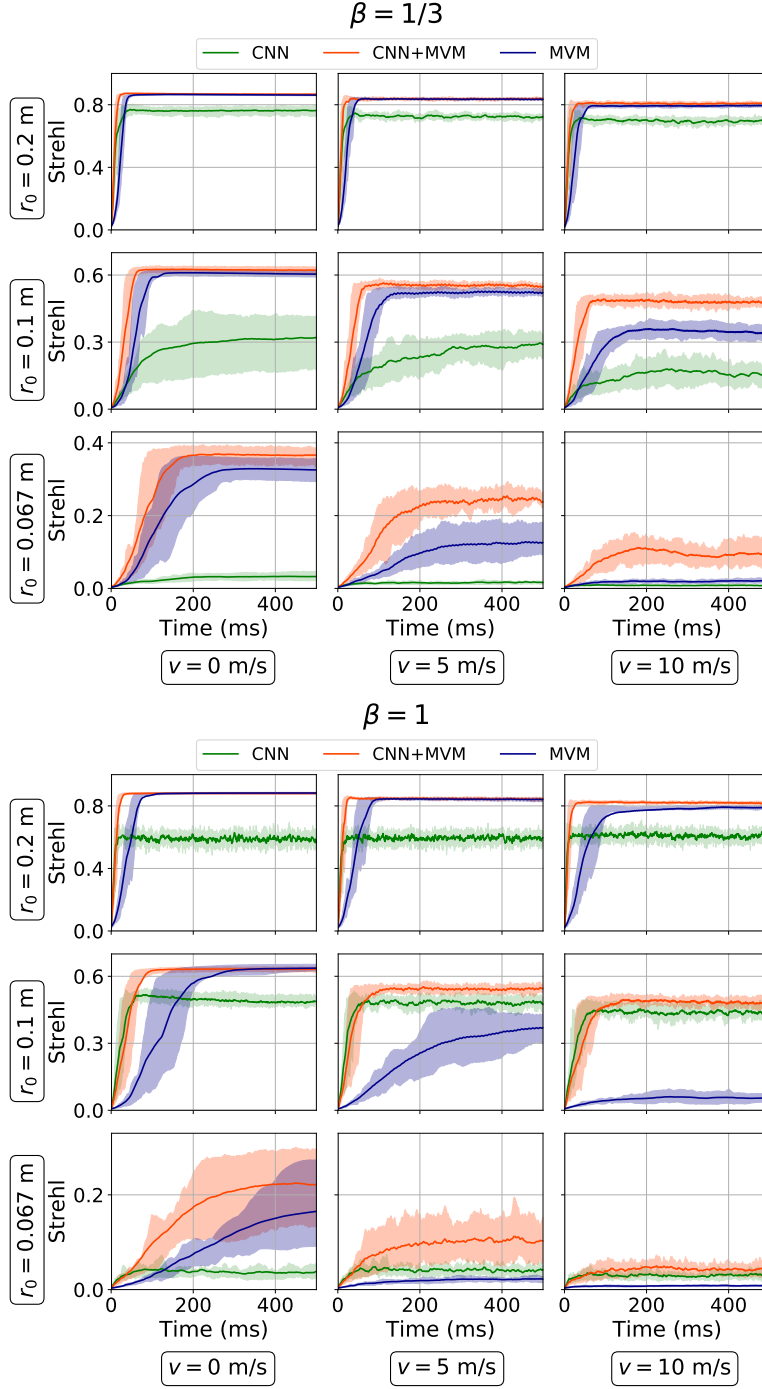 β = 1/3
CNN CNN+MVM MVM
r₀ = 0.2 m
Strehl
0.8
0.4
0.0
r₀ = 0.1 m
Strehl
0.6
0.3
0.0
r₀ = 0.067 m
Strehl
0.4
0.2
0.0
0 200 400 0 200 400 0 200 400
Time (ms) Time (ms) Time (ms)
v = 0 m/s v = 5 m/s v = 10 m/s
β = 1
CNN CNN+MVM MVM
r₀ = 0.2 m
Strehl
0.8
0.4
0.0
r₀ = 0.1 m
Strehl
0.6
0.3
0.0
r₀ = 0.067 m
Strehl
0.2
0.0
0 200 400 0 200 400 0 200 400
Time (ms) Time (ms) Time (ms)
v = 0 m/s v = 5 m/s v = 10 m/s